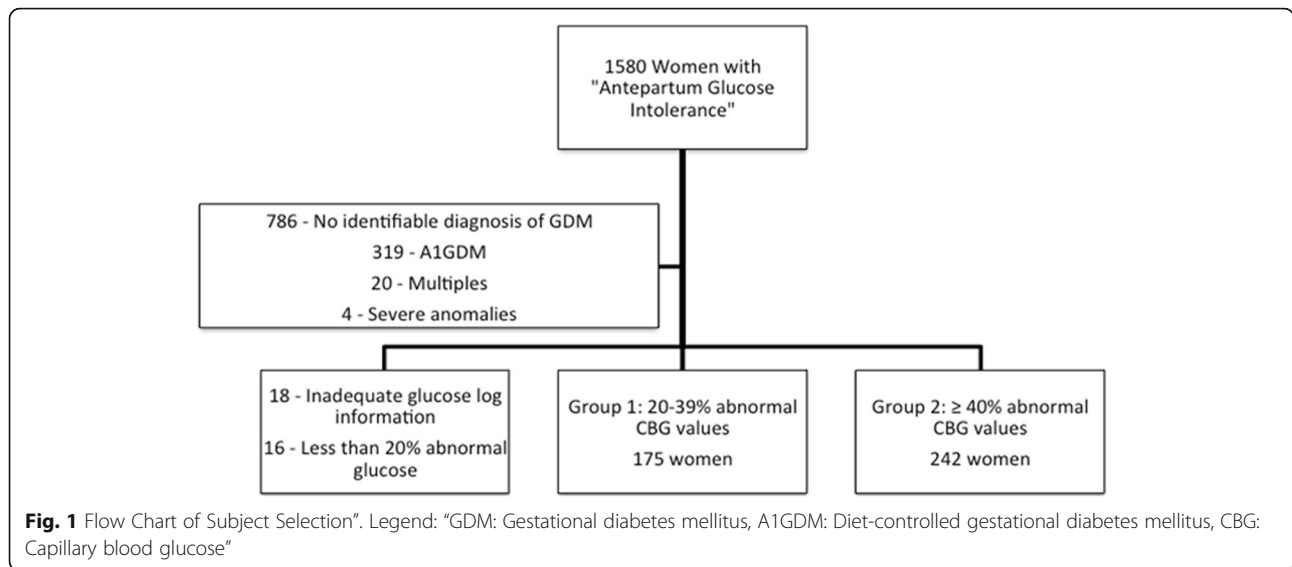 1580 Women with
"Antepartum Glucose
Intolerance"
786 - No identifiable diagnosis of GDM
319 - A1GDM
20 - Multiples
4 - Severe anomalies
18 - Inadequate glucose log
information
16 - Less than 20% abnormal
glucose
Group 1: 20-39% abnormal
CBG values
175 women
Group 2: ≥ 40% abnormal
CBG values
242 women
Fig. 1 Flow Chart of Subject Selection”. Legend: “GDM: Gestational diabetes mellitus, A1GDM: Diet-controlled gestational diabetes mellitus, CBG:
Capillary blood glucose”